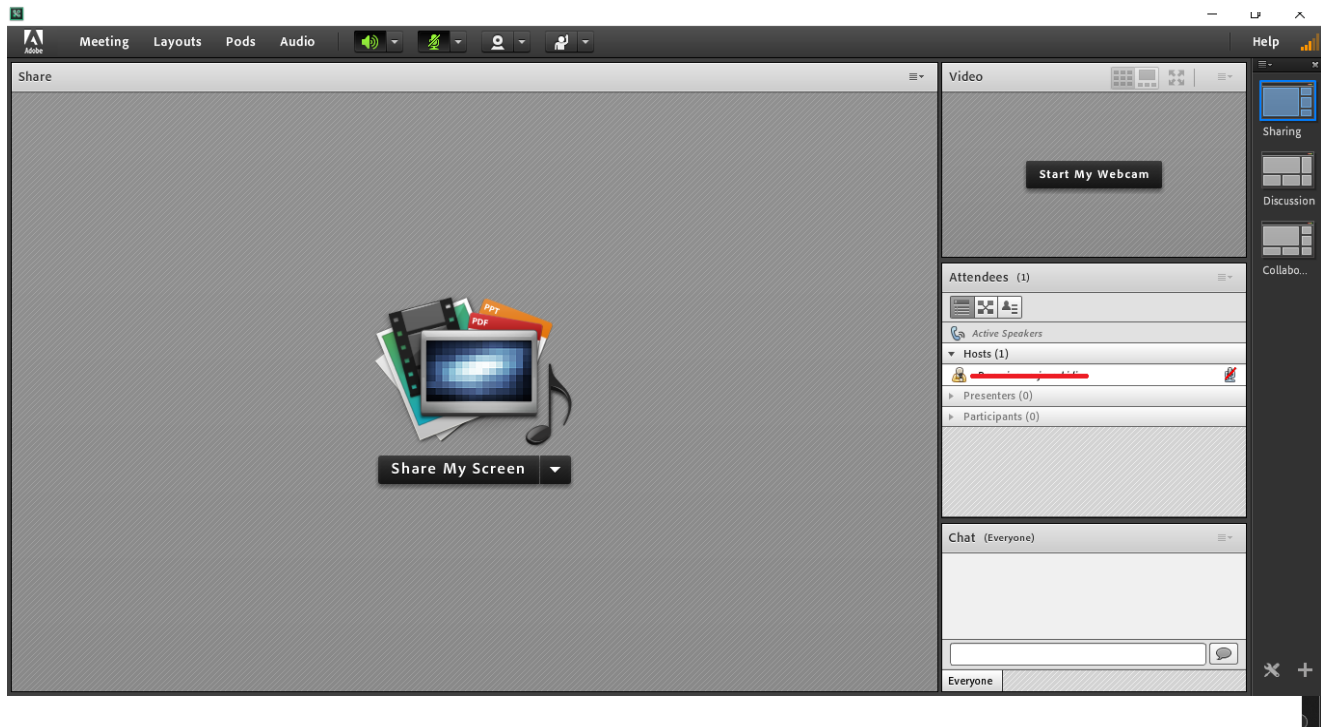 Adobe
Meeting Layouts Pods Audio Help
Share
Video
Sharing
Start My Webcam
Discussion
Collabo...
Attendees (1)
PPT
PDF
Active Speakers
Hosts (1)
Presenters (0)
Participants (0)
Share My Screen
Chat (Everyone)
Everyone